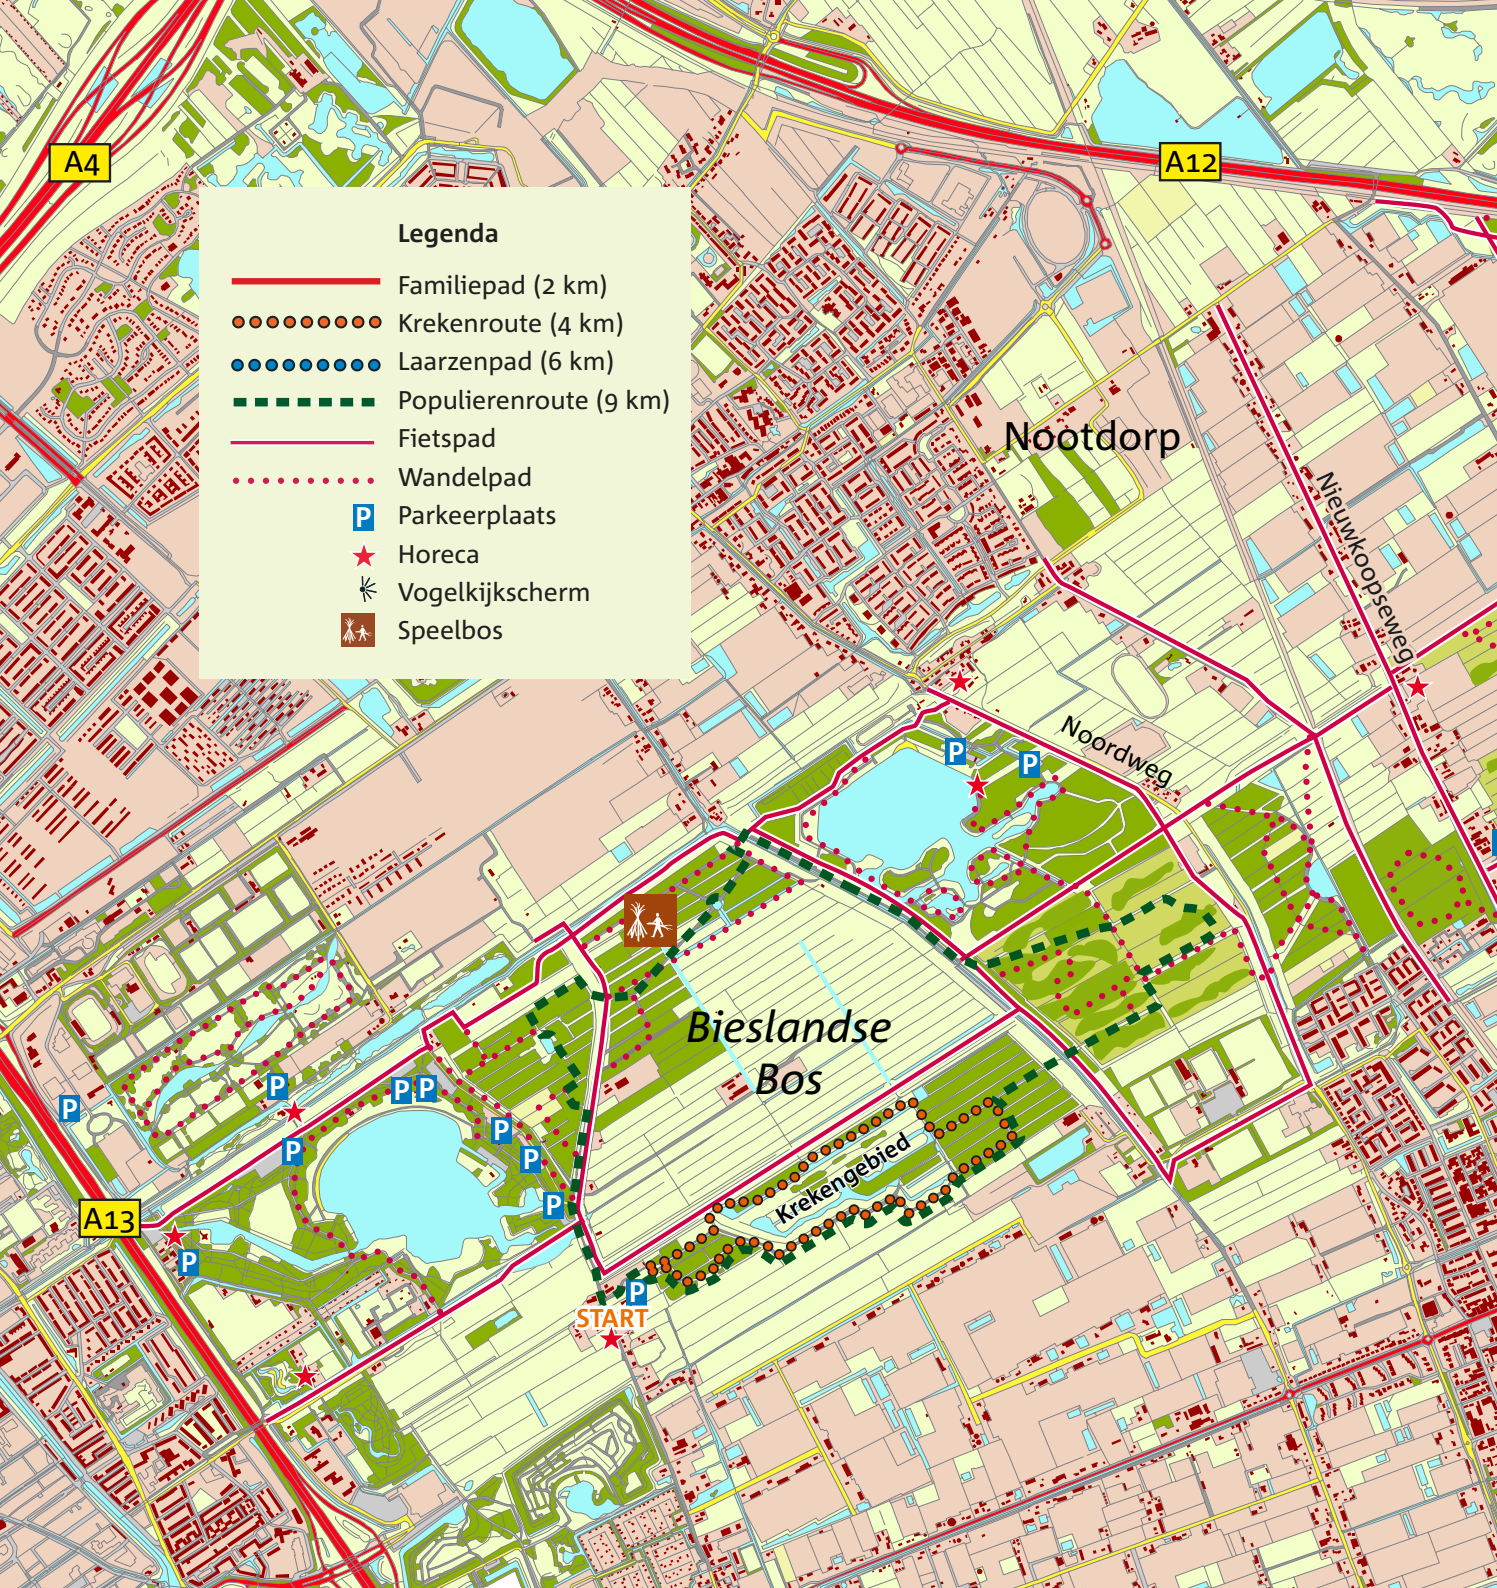 A4
A12
Legenda
Familiepad (2 km)
Krekenroute (4 km)
Laarzenpad (6 km)
Populierenroute (9 km)
Fietspad
Wandelpad
P Parkeerplaats
Horeca
Vogelkijkscherm
Speelbos
Nootdorp
Nieuwkoopseweg
Noordweg
P
P
Bieslandse
Bos
P
P
P
P
P
P
P
P
Krekengebied
A13
P
P
START